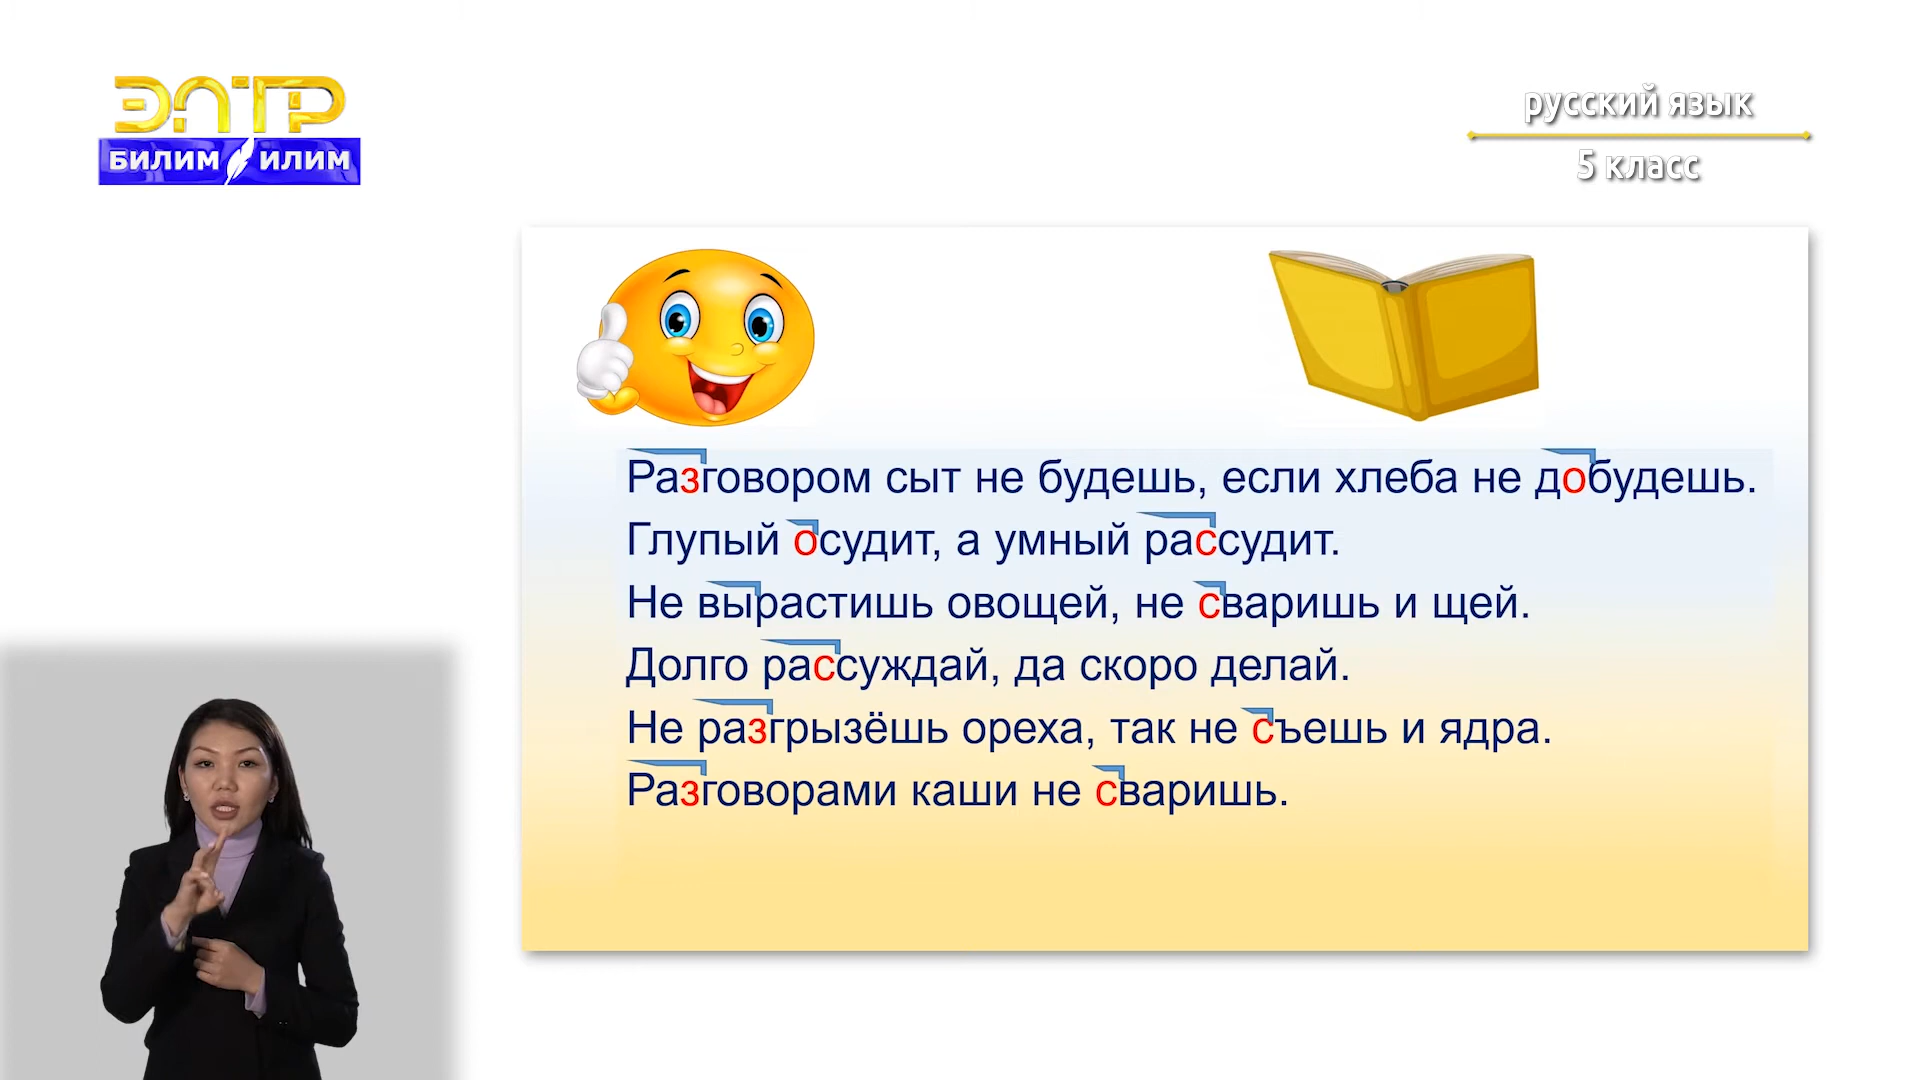 ЭЛТР
БИЛИМ ИЛИМ
русский язык
5 класс
Разговором сыт не будешь, если хлеба не добудешь.
Глупый осудит, а умный рассудит.
Не вырастишь овощей, не сваришь и щей.
Долго рассуждай, да скоро делай.
Не разгрызёшь ореха, так не съешь и ядра.
Разговорами каши не сваришь.